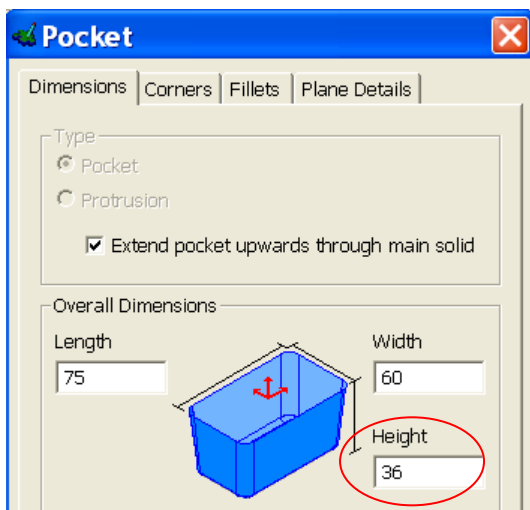 Pocket
Dimensions Corners Fillets Plane Details
Type
Pocket
Protrusion
Extend pocket upwards through main solid
Overall Dimensions
Length Width
75 60
Height
36